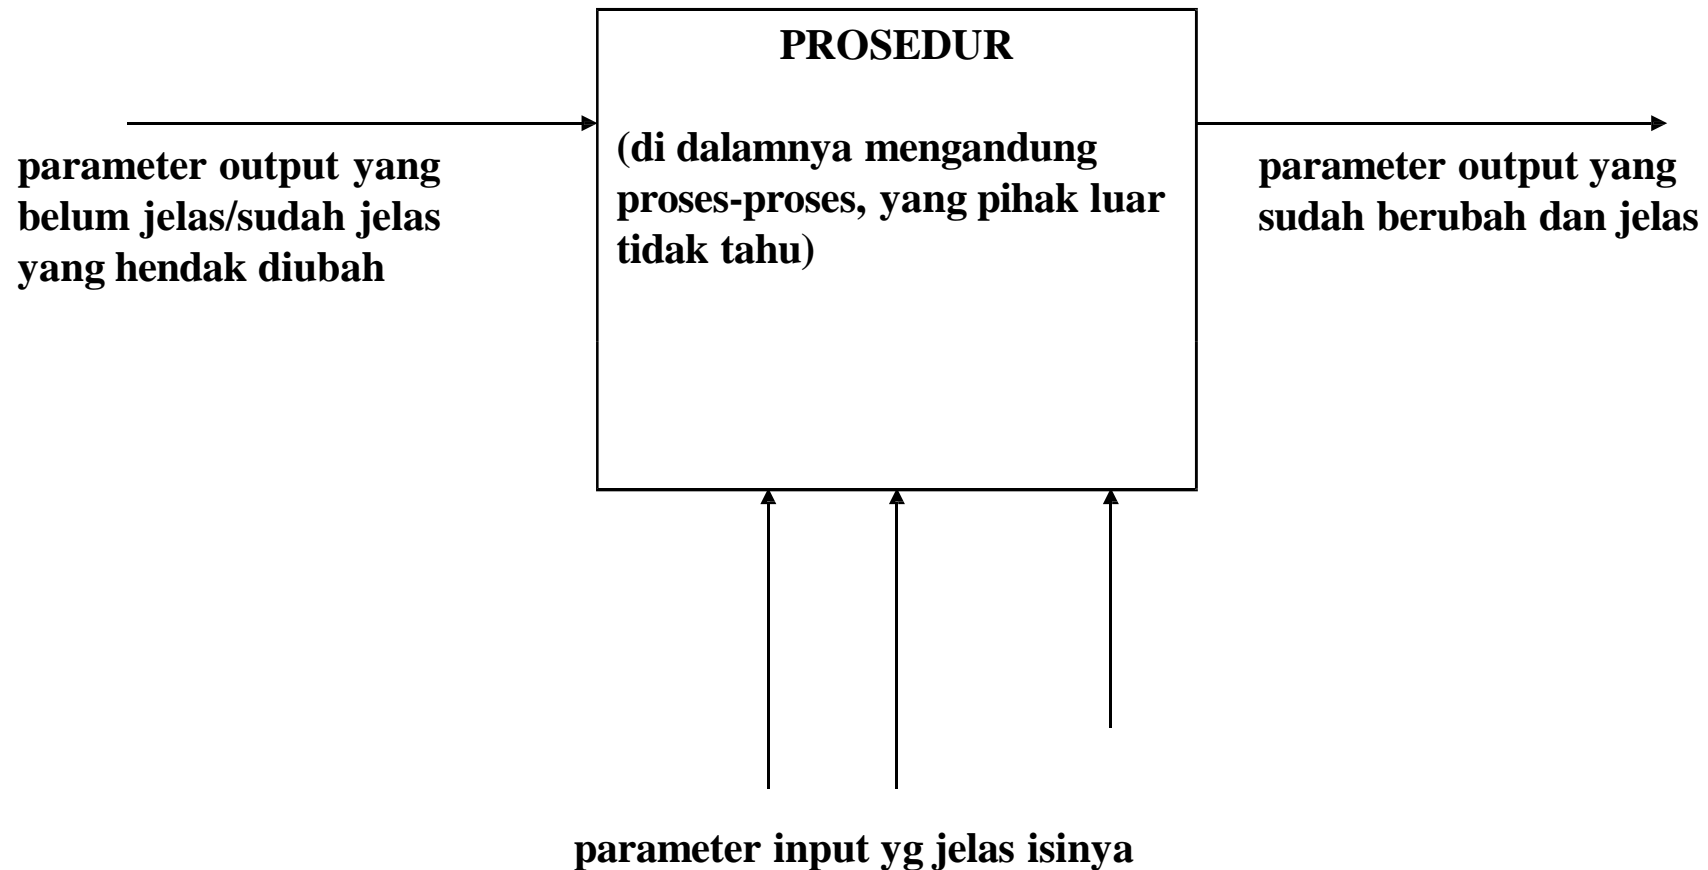 PROSEDUR
(di dalamnya mengandung
proses-proses, yang pihak luar
tidak tahu)
parameter output yang
belum jelas/sudah jelas
yang hendak diubah
parameter output yang
sudah berubah dan jelas
parameter input yg jelas isinya